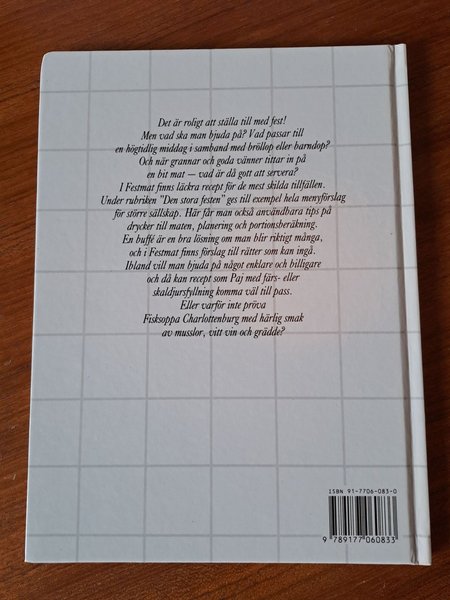 Det är roligt att ställa till med fest!
Men vad ska man bjuda på? Vad passar till
en högtidlig middag i samband med bröllop eller barndop?
Och när grannar och goda vänner tittar in på
en bit mat — vad är då gott att servera?
I Festmat finns läckra recept för de mest skilda tillfällen.
Under rubriken "Den stora festen" ges till exempel hela menyförslag
för större sällskap. Här får man också användbara tips på
drycker till maten, planering och portionsberäkning.
En buffé är en bra lösning om man blir riktigt många,
och i Festmat finns förslag till rätter som kan ingå.
Ibland vill man bjuda på något enklare och billigare
och då kan recept som Paj med färs- eller
skaldjursfyllning komma väl till pass.
Eller varför inte pröva
Fisksoppa Charlottenburg med härlig smak
av musslor, vitt vin och grädde?
ISBN 91-7706-083-0
9 789177 060833